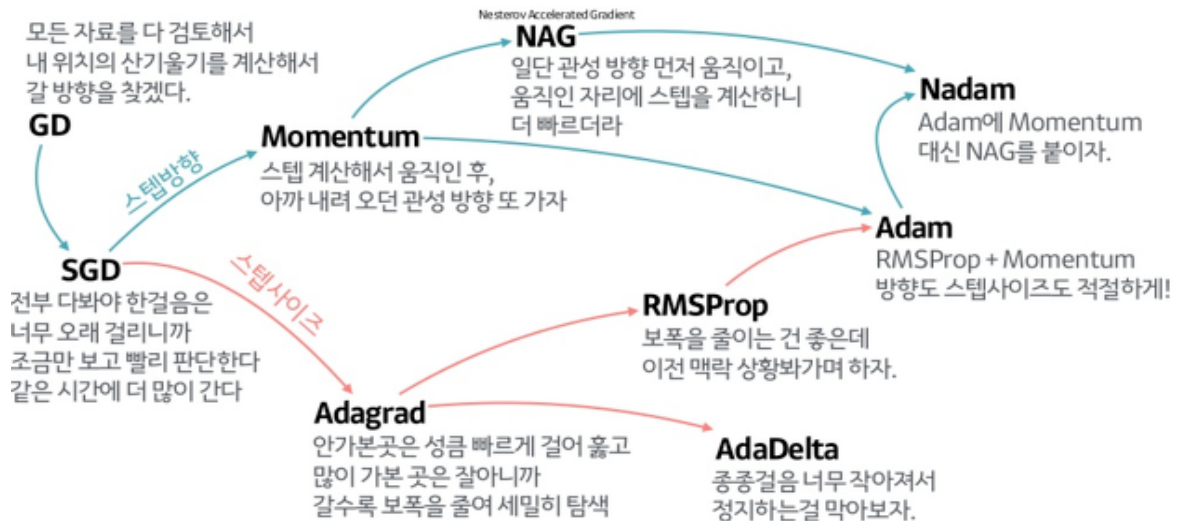 모든 자료를 다 검토해서
내 위치의 산기울기를 계산해서
갈 방향을 찾겠다.
GD
Nesterov Accelerated Gradient
NAG
일단 관성 방향 먼저 움직이고,
움직인 자리에 스텝을 계산하니
더 빠르더라
Nadam
Adam에 Momentum
대신 NAG를 붙이자.
Momentum
스텝 계산해서 움직인 후,
아까 내려 오던 관성 방향 또 가자
스텝방향
Adam
RMSProp + Momentum
방향도 스텝사이즈도 적절하게!
SGD
전부 다봐야 한걸음은
너무 오래 걸리니까
조금만 보고 빨리 판단한다
같은 시간에 더 많이 간다
스텝사이즈
RMSProp
보폭을 줄이는 건 좋은데
이전 맥락 상황봐가며 하자.
Adagrad
안가본곳은 성큼 빠르게 걸어 훑고
많이 가본 곳은 잘아니까
갈수록 보폭을 줄여 세밀히 탐색
AdaDelta
종종걸음 너무 작아져서
정지하는걸 막아보자.